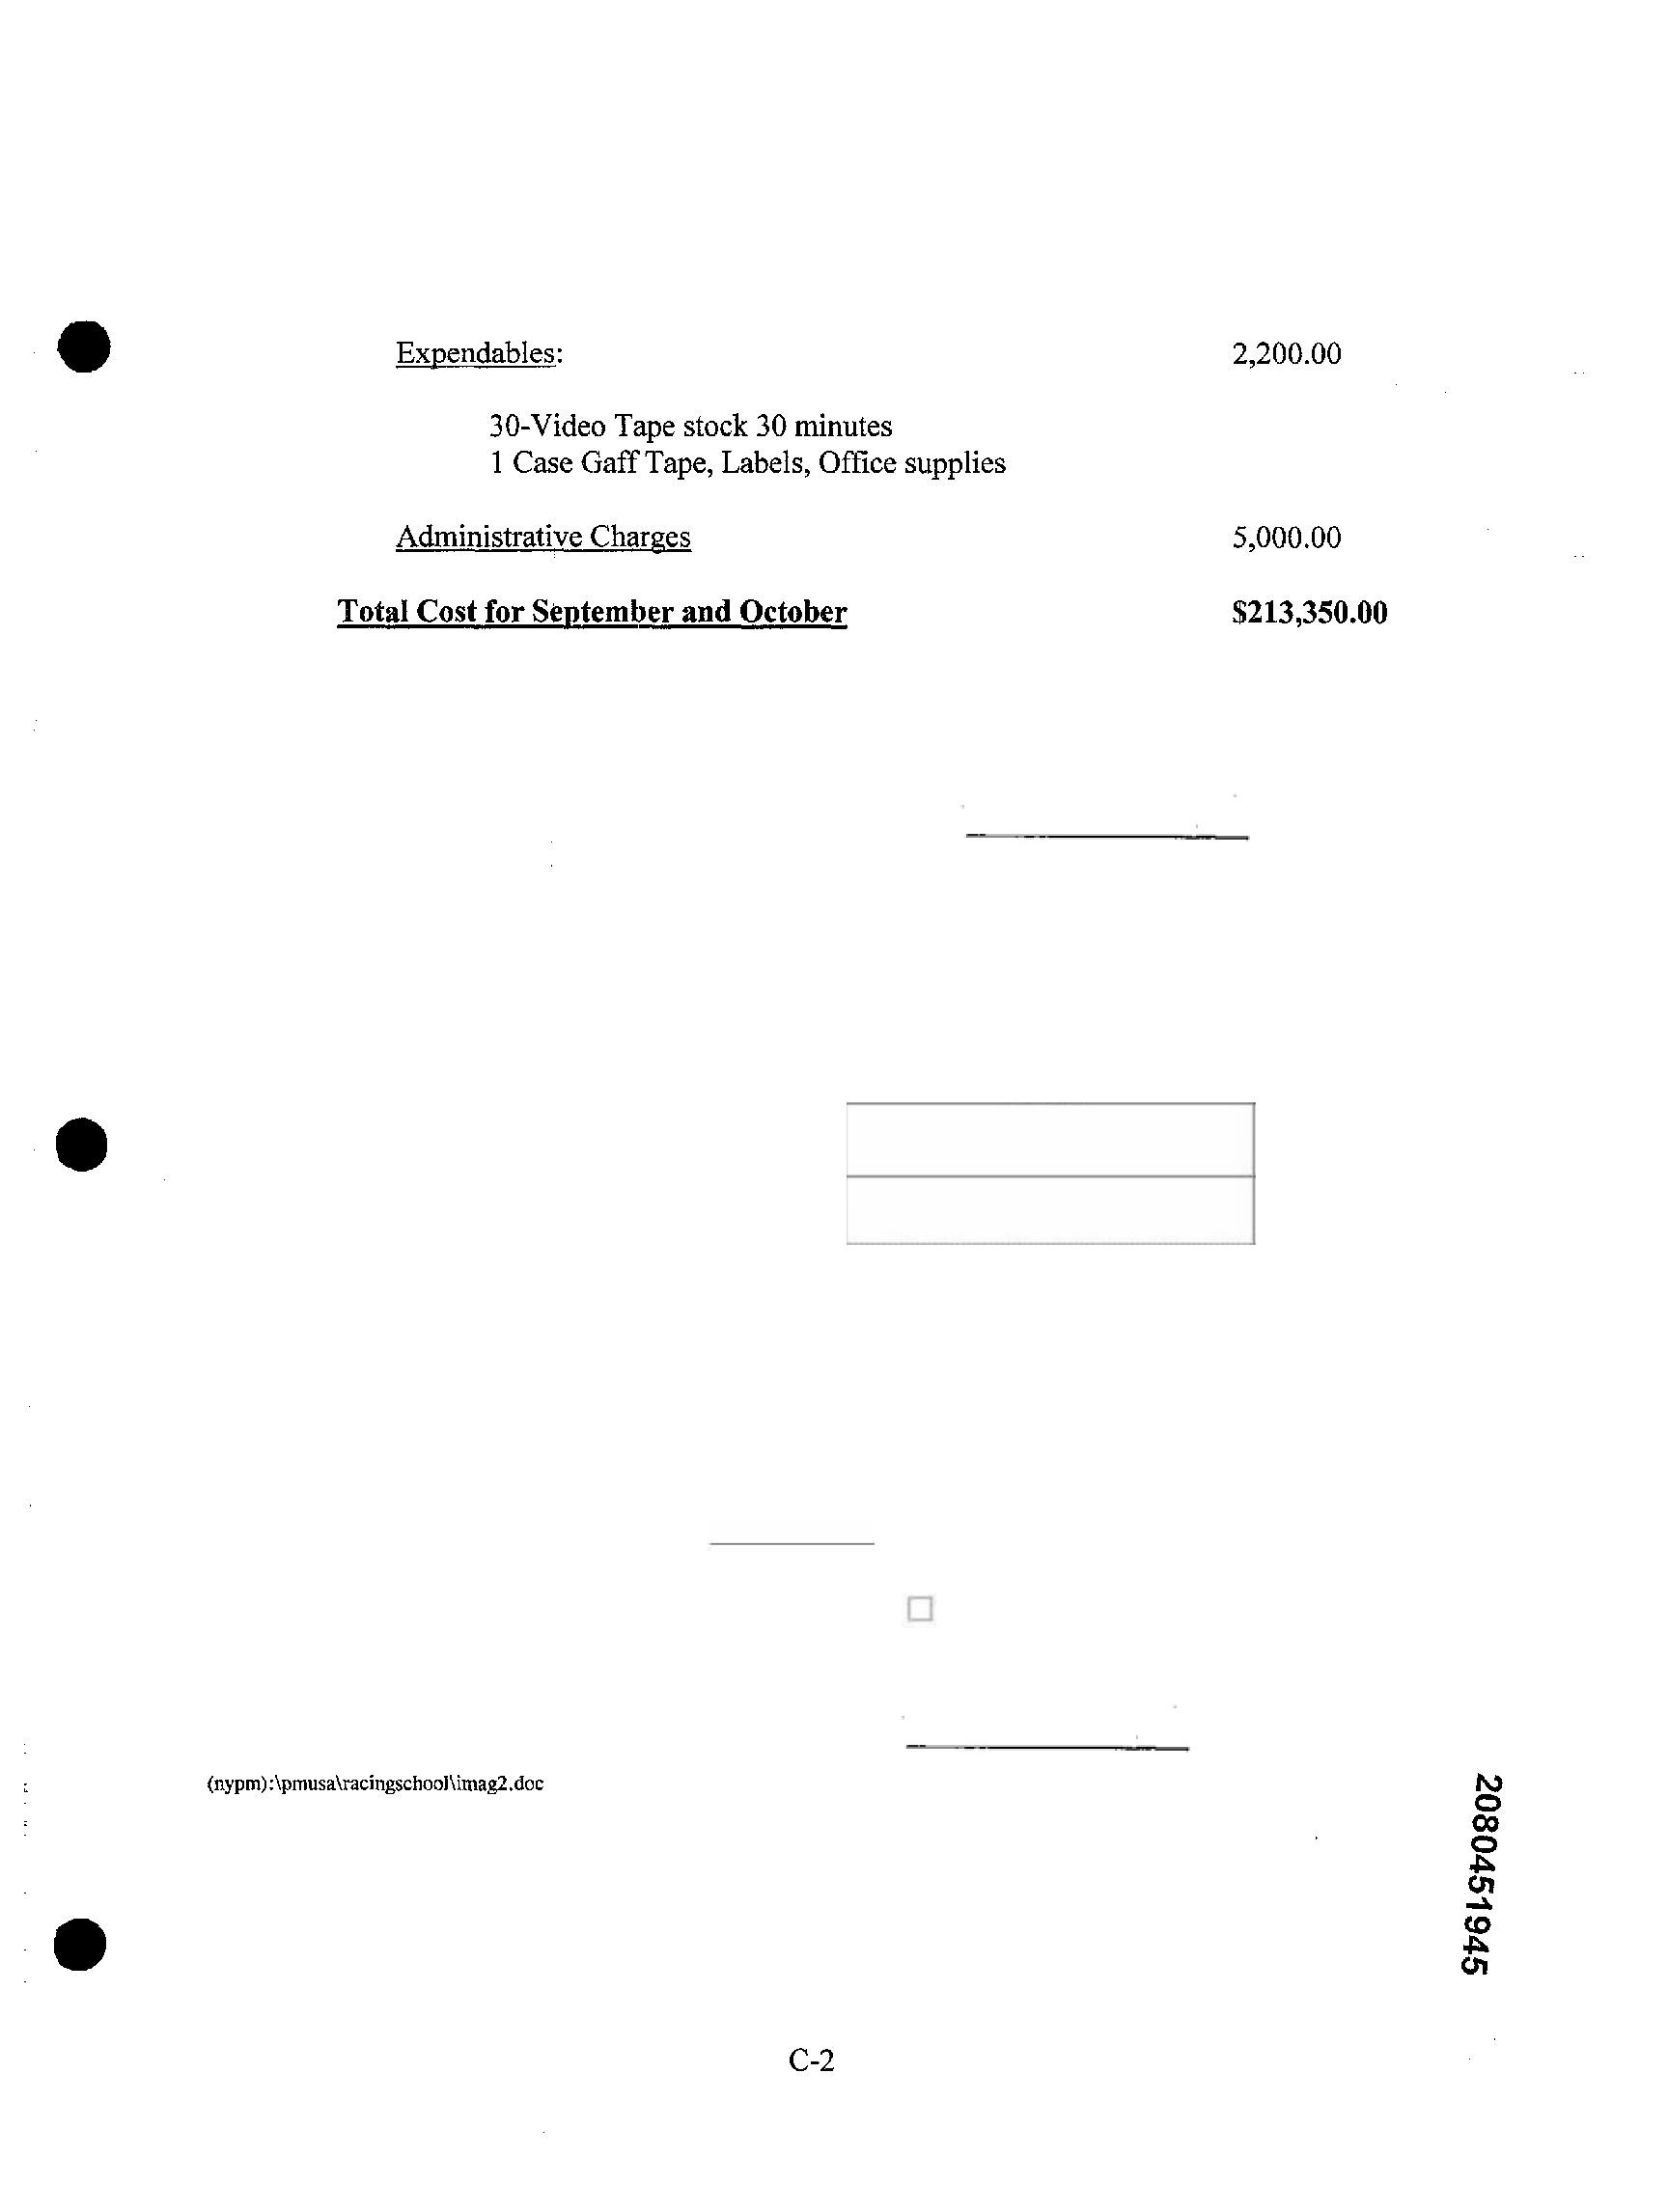 Expendables: 2,200.00
30-Video Tape stock 30 minutes
1 Case Gaff Tape, Labels, Office supplies
Administrative Charges 5,000.00
Total Cost for September and October $213,350.00
(nypm):\pmusa\racingschool\imag2.doc
2080451945
C-2